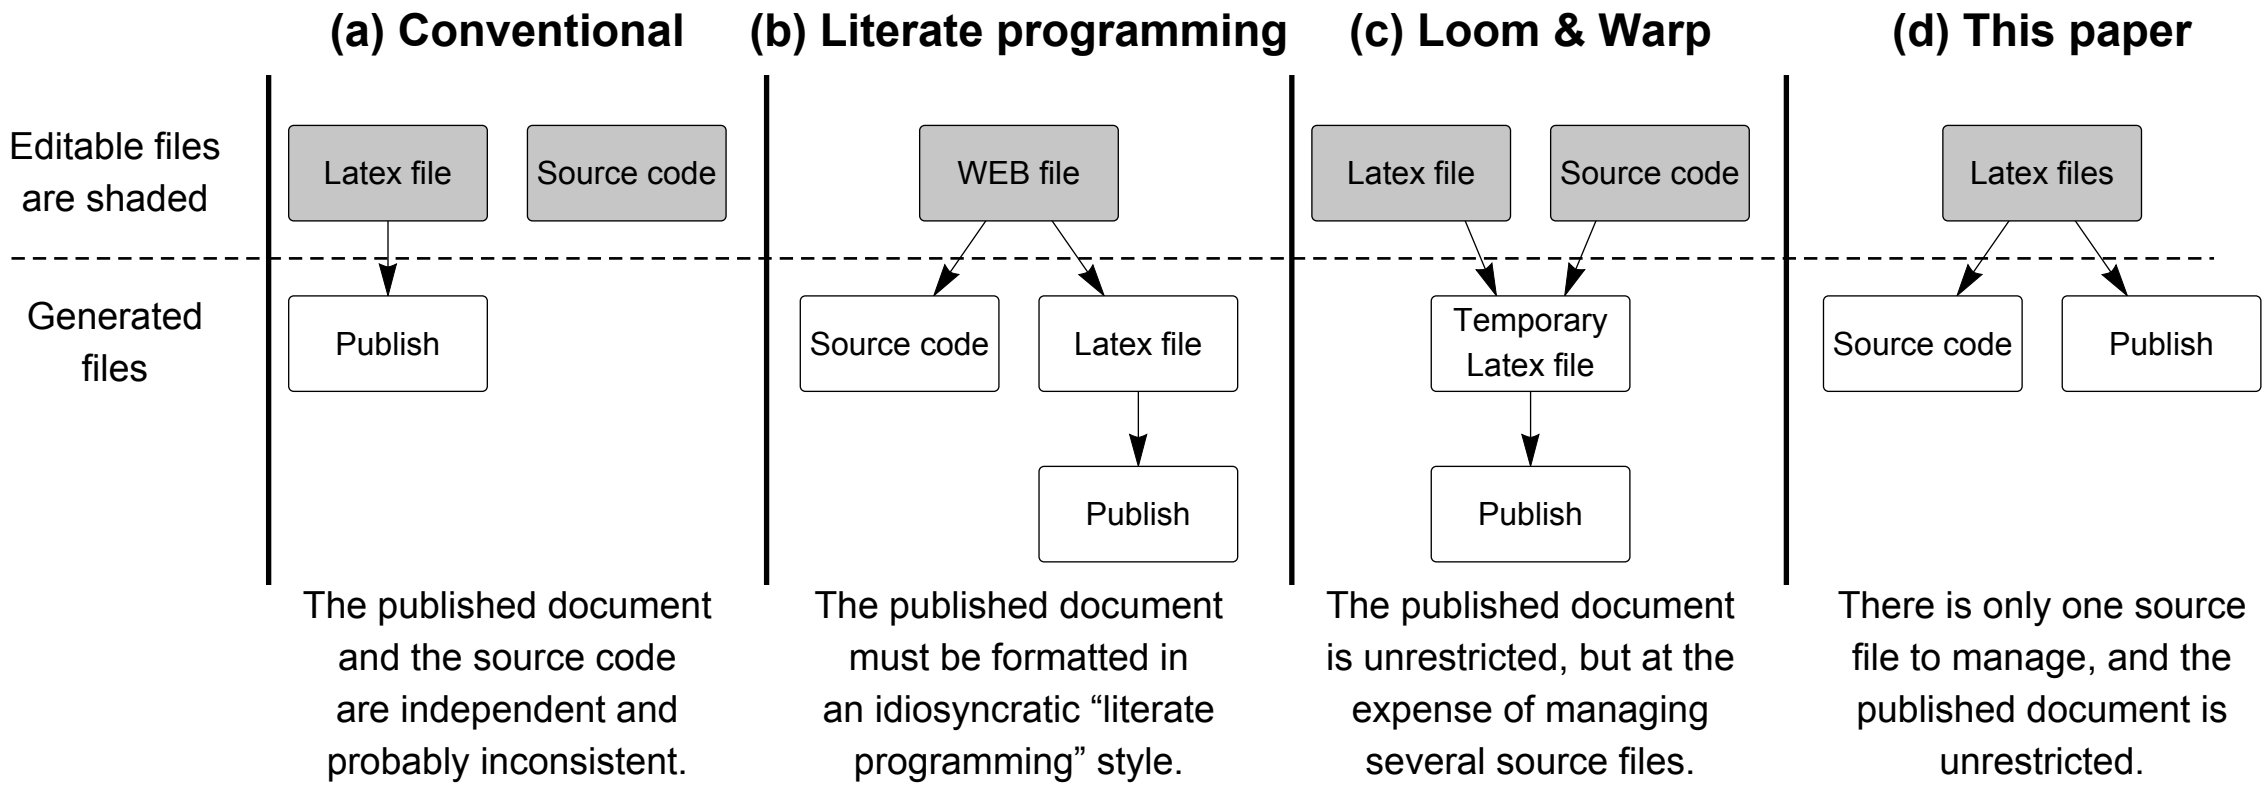 (a) Conventional
(b) Literate programming
(c) Loom & Warp
(d) This paper
Editable files
are shaded
Latex file
Source code
WEB file
Latex file
Source code
Latex files
Generated
files
Publish
Source code
Latex file
Temporary
Latex file
Source code
Publish
Publish
Publish
The published document
and the source code
are independent and
probably inconsistent.
The published document
must be formatted in
an idiosyncratic “literate
programming” style.
The published document
is unrestricted, but at the
expense of managing
several source files.
There is only one source
file to manage, and the
published document is
unrestricted.